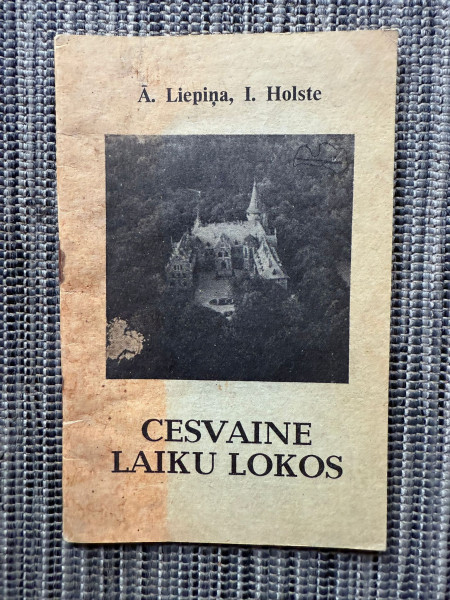 Ā. Liepiņa, I. Holste
CESVAINE
LAIKU LOKOS